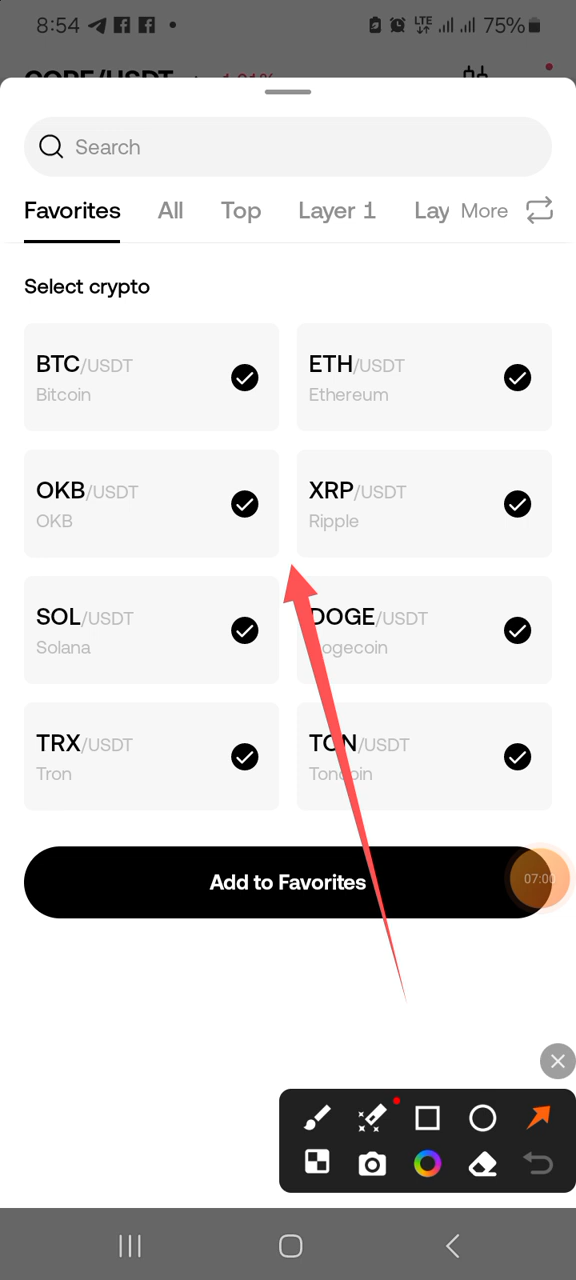 8:54 LTE 75%
CORE/USDT
Search
Favorites All Top Layer 1 Lay More
Select crypto
BTC/USDT ETH/USDT
Bitcoin Ethereum
OKB/USDT XRP/USDT
OKB Ripple
SOL/USDT DOGE/USDT
Solana Dogecoin
TRX/USDT TON/USDT
Tron Toncoin
Add to Favorites
07:00